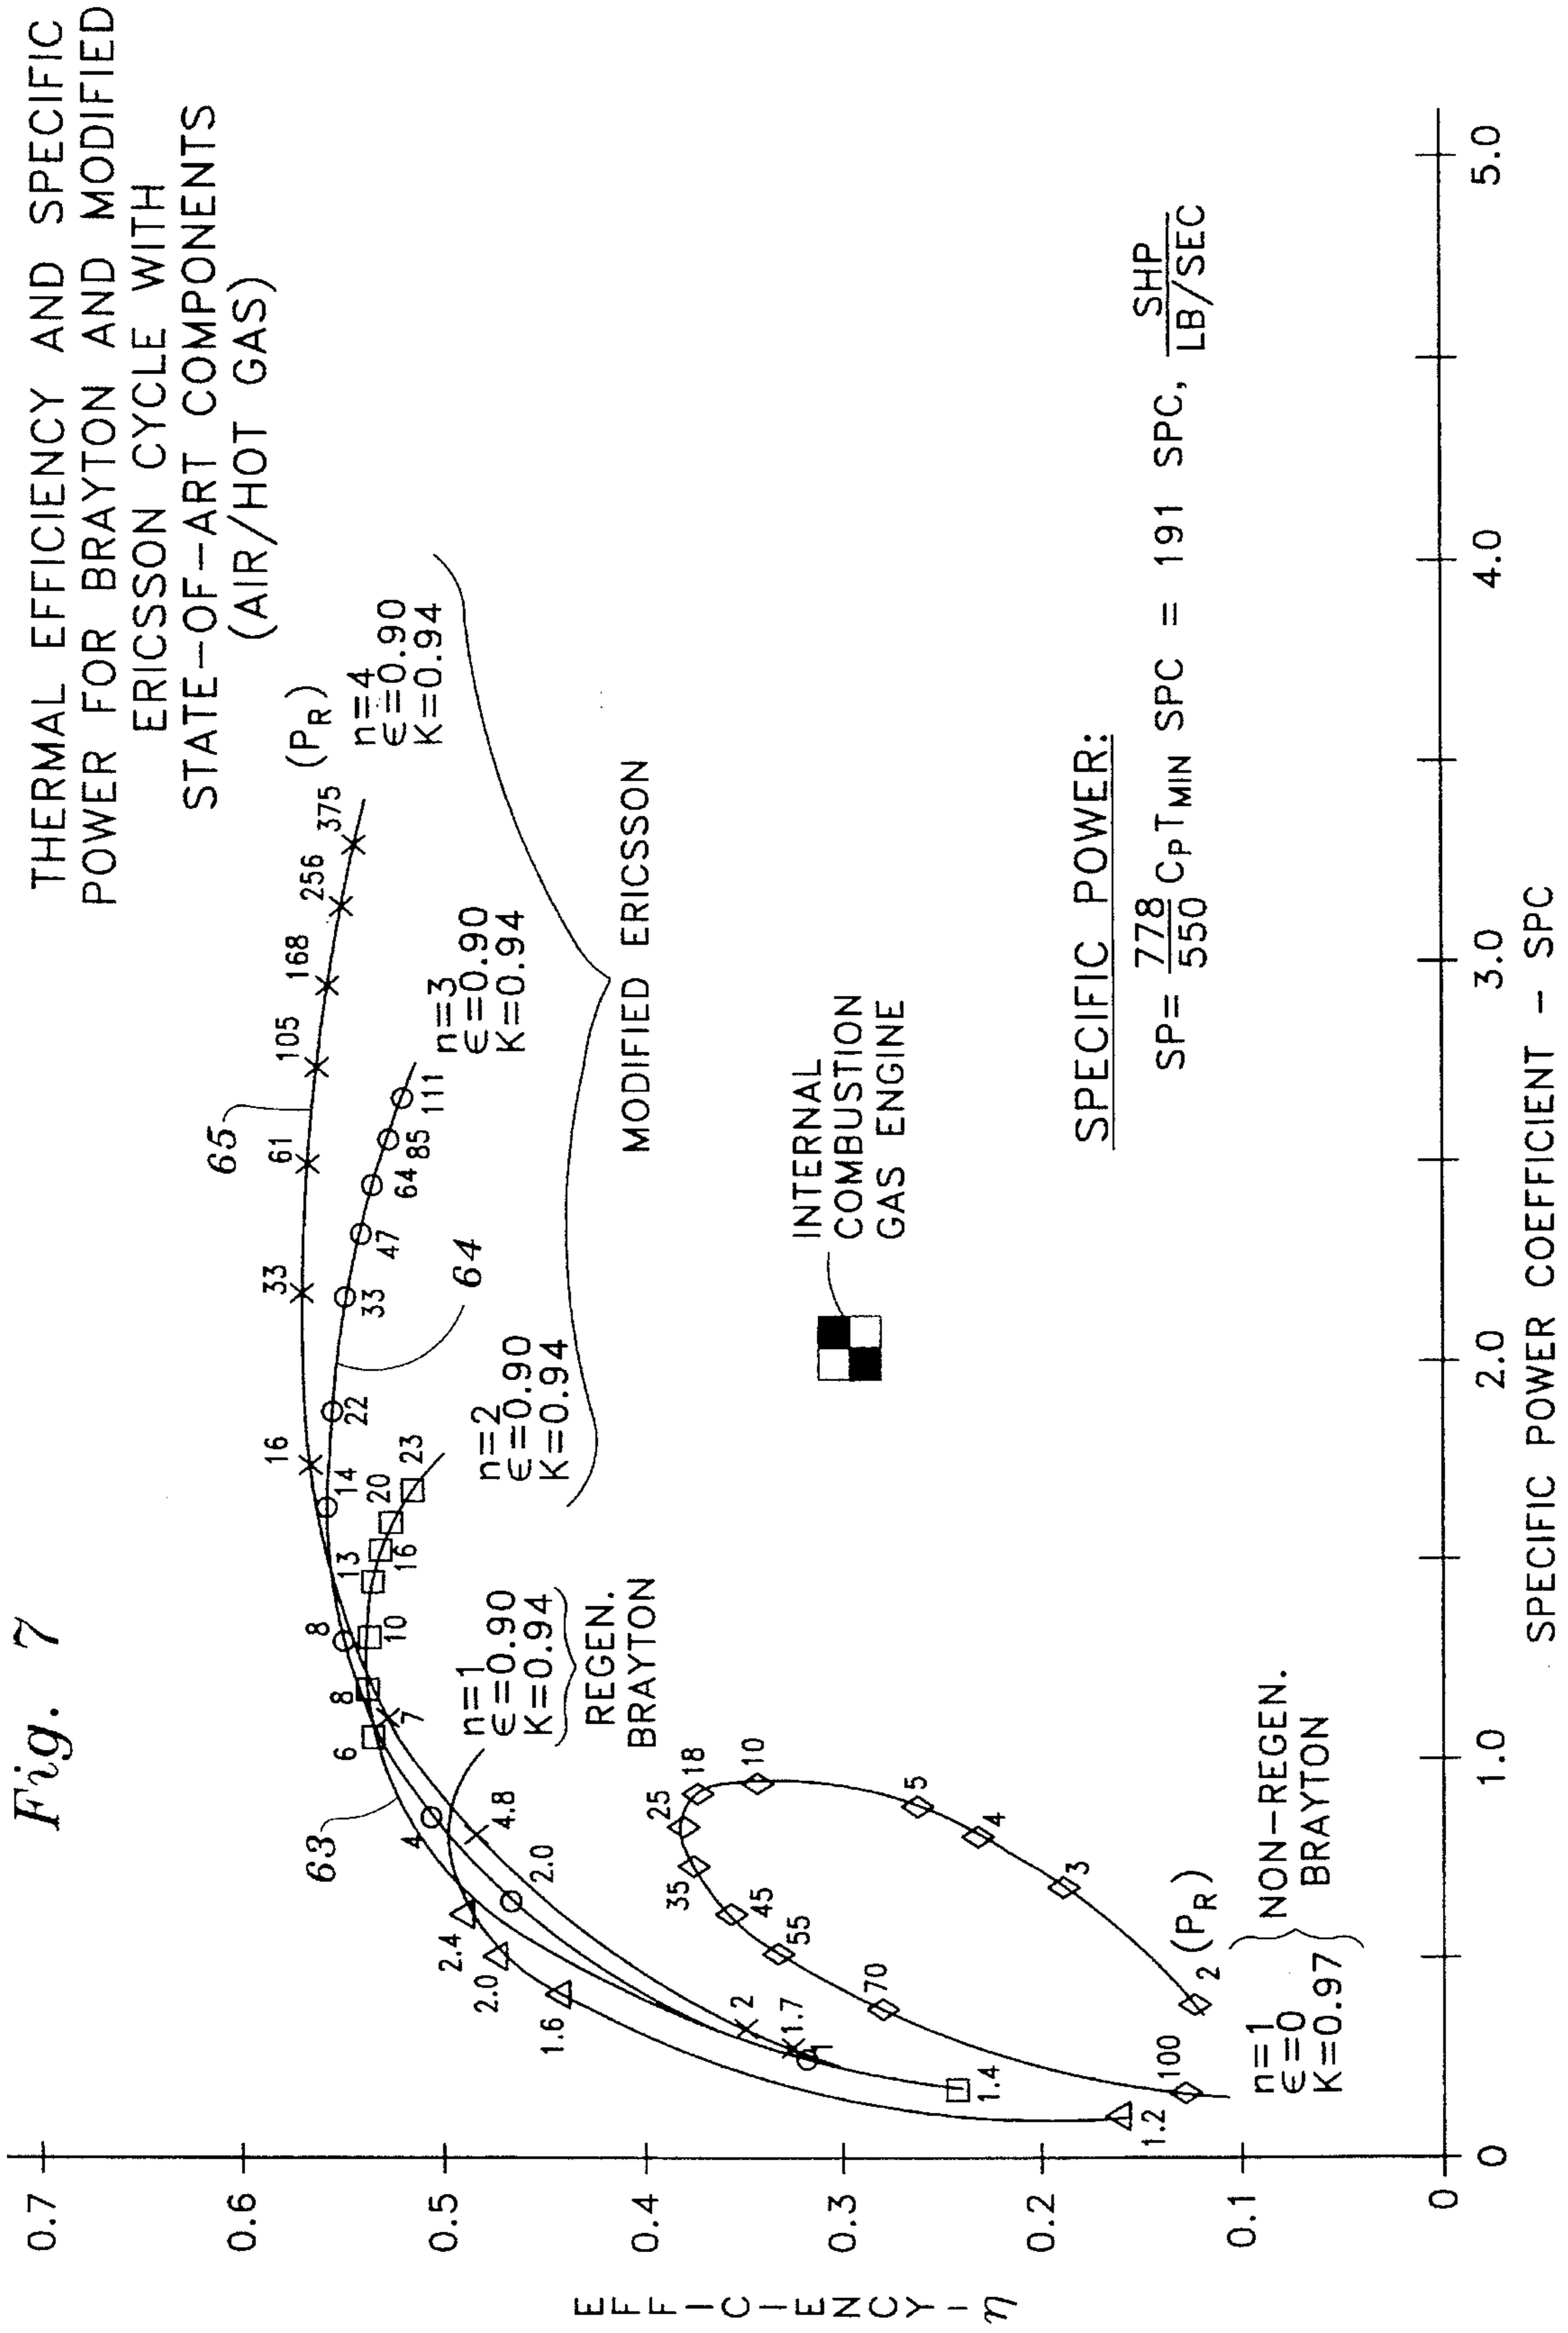 Fig. 7
THERMAL EFFICIENCY AND SPECIFIC
POWER FOR BRAYTON AND MODIFIED
ERICSSON CYCLE WITH
STATE-OF-ART COMPONENTS
(AIR/HOT GAS)
0.7
0.6
0.5
0.4
0.3
0.2
0.1
0
EFFICIENCY-η
0
1.0
2.0
3.0
4.0
5.0
SPECIFIC POWER COEFFICIENT - SPC
65
16
33
61
105
168
256
375
(PR)
n=4
ϵ=0.90
K=0.94
64
8
14
22
33
47
64
85
111
n=3
ϵ=0.90
K=0.94
63
6
8
10
13
16
20
23
n=2
ϵ=0.90
K=0.94
MODIFIED ERICSSON
4
7
4.8
2.0
2
1.7
1
1.4
2.4
2.0
1.6
1.2
n=1
ϵ=0.90
K=0.94
REGEN.
BRAYTON
25
18
10
35
45
55
70
100
5
4
3
2
(PR)
n=1
ϵ=0
K=0.97
NON-REGEN.
BRAYTON
INTERNAL
COMBUSTION
GAS ENGINE
SPECIFIC POWER:
SP= 778/550 CPTMIN SPC = 191 SPC, SHP/LB/SEC